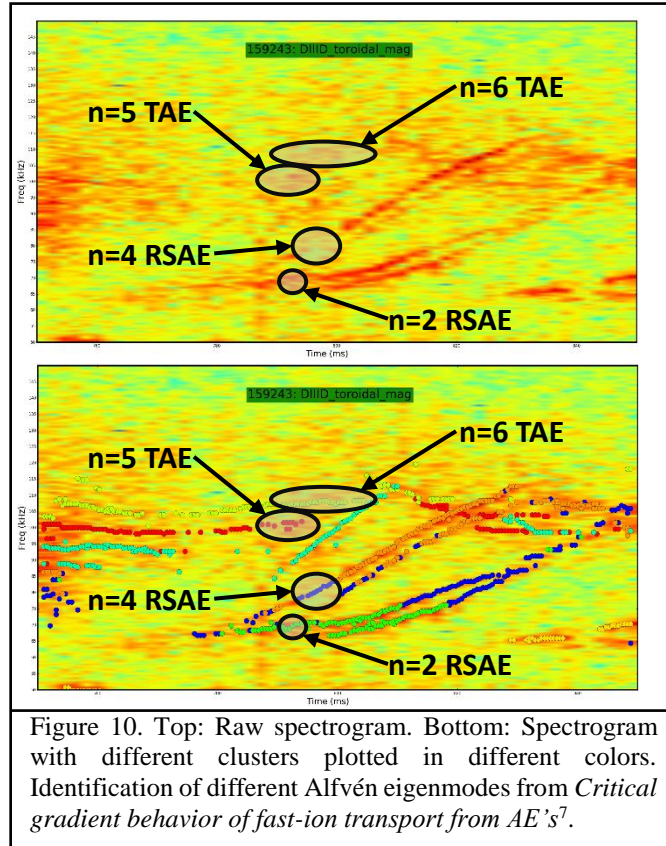 159243: DIIID_toroidal_mag
n=6 TAE
n=5 TAE
n=4 RSAE
n=2 RSAE
Freq (kHz)
Time (ms)
159243: DIIID_toroidal_mag
n=6 TAE
n=5 TAE
n=4 RSAE
n=2 RSAE
Freq (kHz)
Time (ms)
Figure 10. Top: Raw spectrogram. Bottom: Spectrogram
with different clusters plotted in different colors.
Identification of different Alfvén eigenmodes from Critical
gradient behavior of fast-ion transport from AE’s⁷.